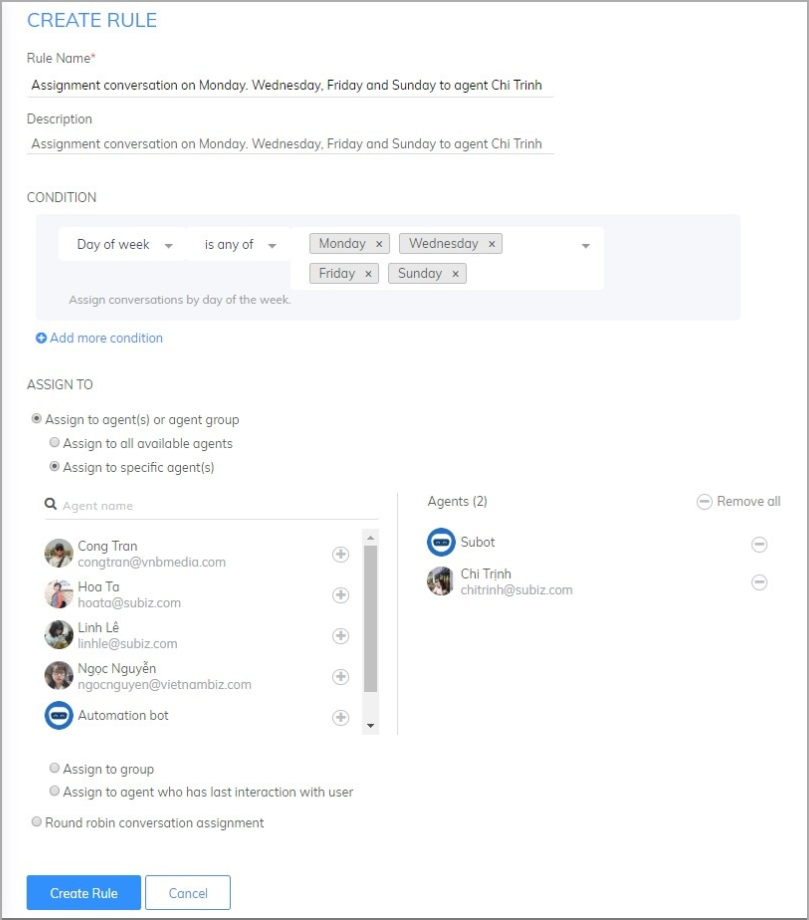 CREATE RULE
Rule Name*
Assignment conversation on Monday. Wednesday, Friday and Sunday to agent Chi Trinh
Description
Assignment conversation on Monday. Wednesday, Friday and Sunday to agent Chi Trinh
CONDITION
Day of week is any of Monday × Wednesday ×
Friday × Sunday ×
Assign conversations by day of the week.
Add more condition
ASSIGN TO
Assign to agent(s) or agent group
Assign to all available agents
Assign to specific agent(s)
Agent name
Cong Tran
congtran@vnbmedia.com
Hoa Ta
hoata@subiz.com
Linh Lê
linhle@subiz.com
Ngọc Nguyễn
ngocnguyen@vietnambiz.com
Automation bot
Agents (2) Remove all
Subot
Chi Trịnh
chitrinh@subiz.com
Assign to group
Assign to agent who has last interaction with user
Round robin conversation assignment
Create Rule Cancel